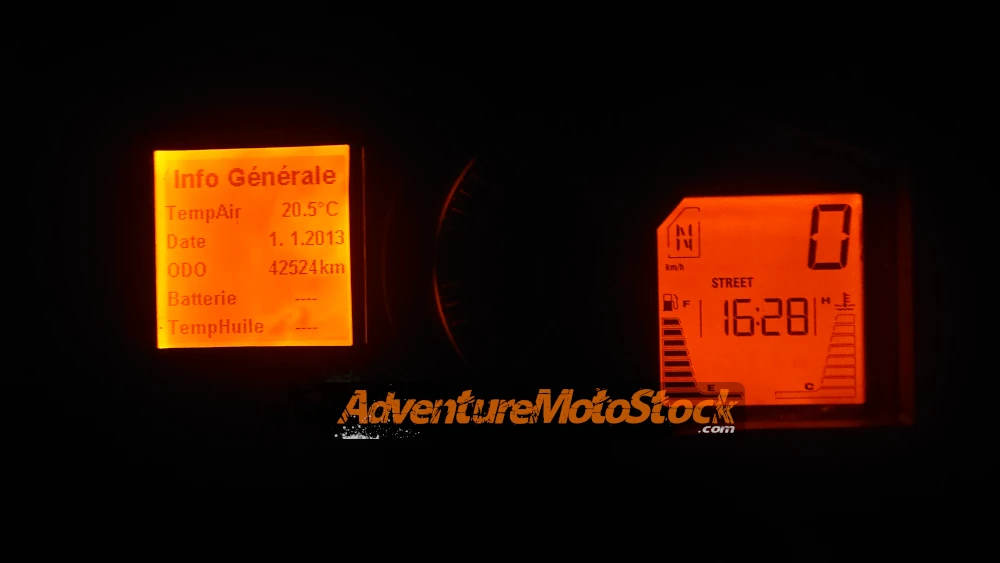 Info Générale
TempAir 20.5°C
Date 1. 1.2013
ODO 42524km
Batterie ----
TempHuile ----
N 0
km/h
STREET
F 16:28 H
E C
AdventureMotoStock
.com